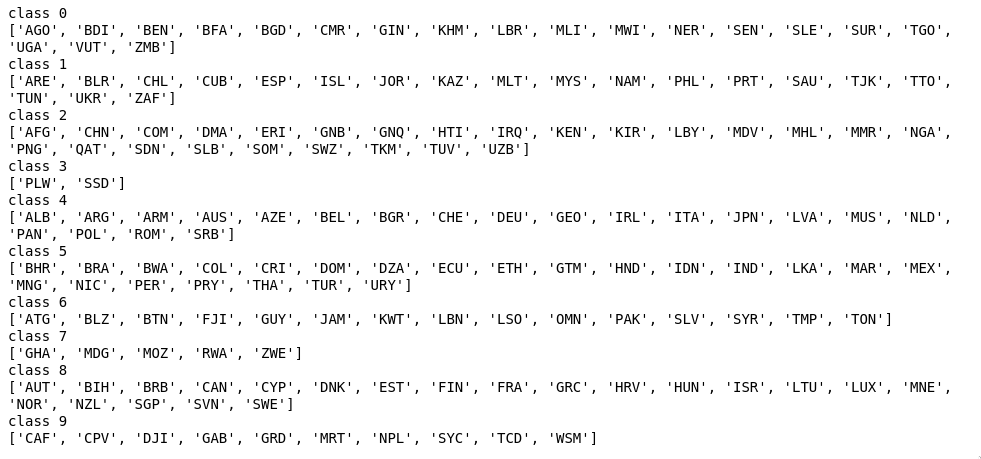 class 0
['AGO', 'BDI', 'BEN', 'BFA', 'BGD', 'CMR', 'GIN', 'KHM', 'LBR', 'MLI', 'MWI', 'NER', 'SEN', 'SLE', 'SUR', 'TGO',
'UGA', 'VUT', 'ZMB']
class 1
['ARE', 'BLR', 'CHL', 'CUB', 'ESP', 'ISL', 'JOR', 'KAZ', 'MLT', 'MYS', 'NAM', 'PHL', 'PRT', 'SAU', 'TJK', 'TTO',
'TUN', 'UKR', 'ZAF']
class 2
['AFG', 'CHN', 'COM', 'DMA', 'ERI', 'GNB', 'GNQ', 'HTI', 'IRQ', 'KEN', 'KIR', 'LBY', 'MDV', 'MHL', 'MMR', 'NGA',
'PNG', 'QAT', 'SDN', 'SLB', 'SOM', 'SWZ', 'TKM', 'TUV', 'UZB']
class 3
['PLW', 'SSD']
class 4
['ALB', 'ARG', 'ARM', 'AUS', 'AZE', 'BEL', 'BGR', 'CHE', 'DEU', 'GEO', 'IRL', 'ITA', 'JPN', 'LVA', 'MUS', 'NLD',
'PAN', 'POL', 'ROM', 'SRB']
class 5
['BHR', 'BRA', 'BWA', 'COL', 'CRI', 'DOM', 'DZA', 'ECU', 'ETH', 'GTM', 'HND', 'IDN', 'IND', 'LKA', 'MAR', 'MEX',
'MNG', 'NIC', 'PER', 'PRY', 'THA', 'TUR', 'URY']
class 6
['ATG', 'BLZ', 'BTN', 'FJI', 'GUY', 'JAM', 'KWT', 'LBN', 'LSO', 'OMN', 'PAK', 'SLV', 'SYR', 'TMP', 'TON']
class 7
['GHA', 'MDG', 'MOZ', 'RWA', 'ZWE']
class 8
['AUT', 'BIH', 'BRB', 'CAN', 'CYP', 'DNK', 'EST', 'FIN', 'FRA', 'GRC', 'HRV', 'HUN', 'ISR', 'LTU', 'LUX', 'MNE',
'NOR', 'NZL', 'SGP', 'SVN', 'SWE']
class 9
['CAF', 'CPV', 'DJI', 'GAB', 'GRD', 'MRT', 'NPL', 'SYC', 'TCD', 'WSM']